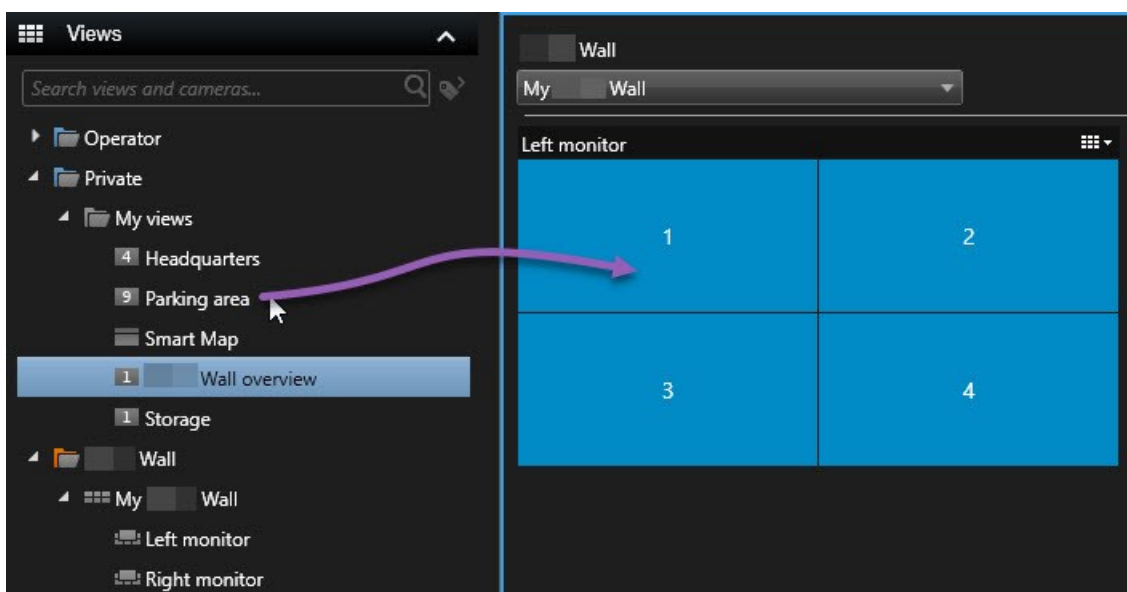 Views
Search views and cameras...
Operator
Private
My views
4 Headquarters
9 Parking area
Smart Map
1 Wall overview
1 Storage
Wall
My Wall
Left monitor
Right monitor
Wall
My Wall
Left monitor
1 2
3 4